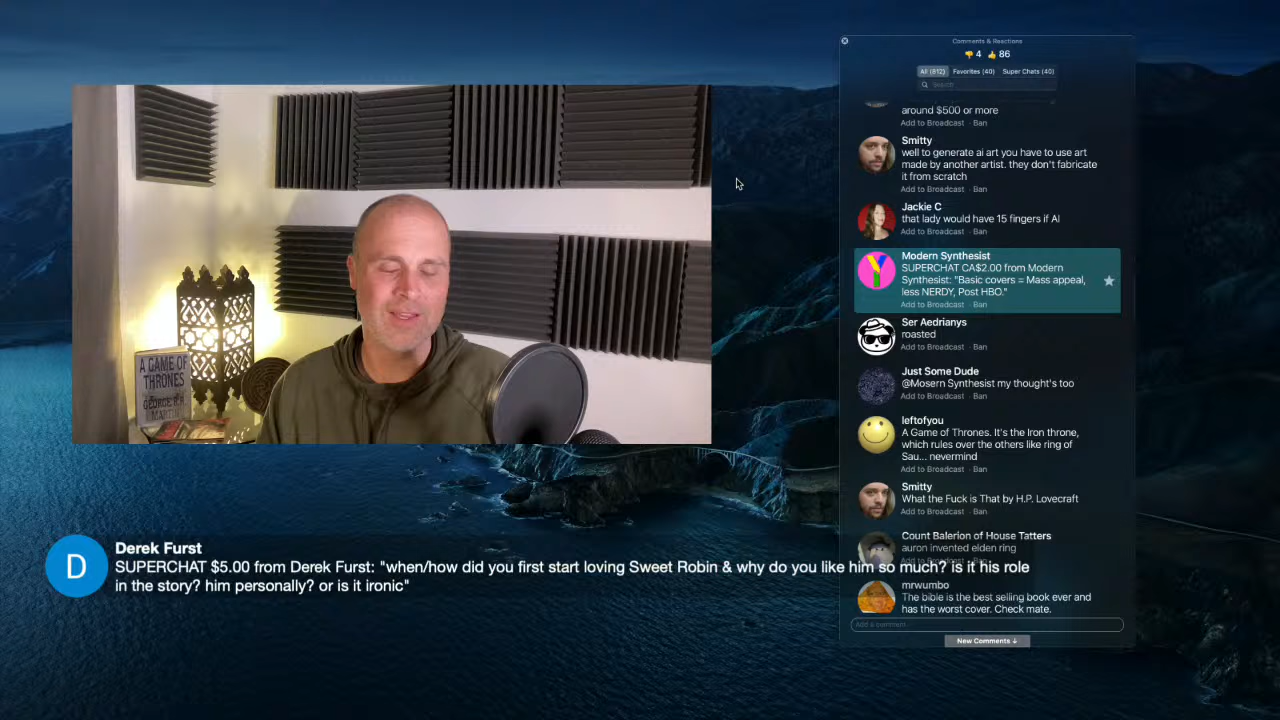 Comments & Reactions
👎 4 👍 86
All (812) Favorites (40) Super Chats (40)
Search
around $500 or more
Add to Broadcast · Ban
Smitty
well to generate ai art you have to use art
made by another artist. they don't fabricate
it from scratch
Add to Broadcast · Ban
Jackie C
that lady would have 15 fingers if AI
Add to Broadcast · Ban
Modern Synthesist
SUPERCHAT CA$2.00 from Modern
Synthesist: "Basic covers = Mass appeal,
less NERDY, Post HBO."
Add to Broadcast · Ban
Ser Aedrianys
roasted
Add to Broadcast · Ban
Just Some Dude
@Mosern Synthesist my thought's too
Add to Broadcast · Ban
leftofyou
A Game of Thrones. It's the Iron throne,
which rules over the others like ring of
Sau... nevermind
Add to Broadcast · Ban
Smitty
What the Fuck is That by H.P. Lovecraft
Add to Broadcast · Ban
Count Balerion of House Tatters
auron invented elden ring
mrwumbo
The bible is the best selling book ever and
has the worst cover. Check mate.
Add a comment
New Comments ↓
A GAME OF
THRONES
GEORGE R.R.
MARTIN
D
Derek Furst
SUPERCHAT $5.00 from Derek Furst: "when/how did you first start loving Sweet Robin & why do you like him so much? is it his role
in the story? him personally? or is it ironic"